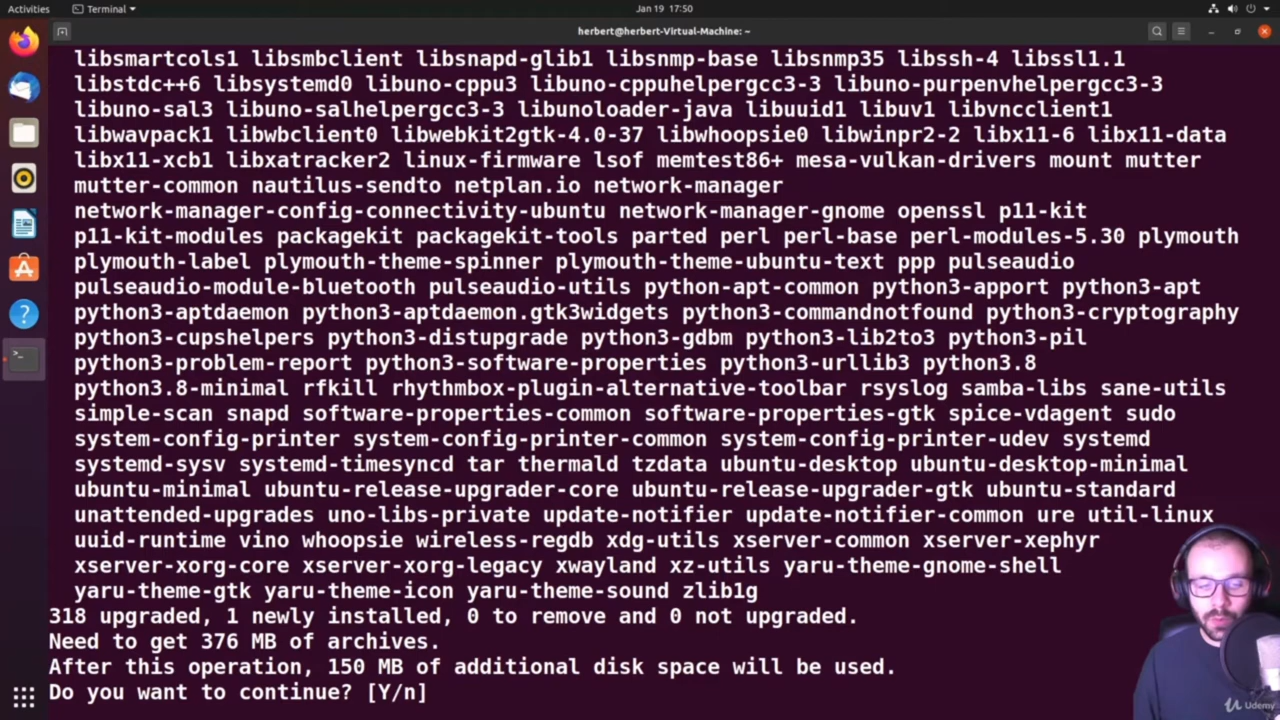 Activities
Terminal
Jan 19 17:50
herbert@herbert-Virtual-Machine: ~
libsmartcols1 libsmbclient libsnapd-glib1 libsnmp-base libsnmp35 libssh-4 libssl1.1
libstdc++6 libsystemd0 libuno-cppu3 libuno-cppuhelpergcc3-3 libuno-purpenvhelpergcc3-3
libuno-sal3 libuno-salhelpergcc3-3 libunoloader-java libuuid1 libuv1 libvncclient1
libwavpack1 libwbclient0 libwebkit2gtk-4.0-37 libwhoopsie0 libwinpr2-2 libx11-6 libx11-data
libx11-xcb1 libxatracker2 linux-firmware lsof memtest86+ mesa-vulkan-drivers mount mutter
mutter-common nautilus-sendto netplan.io network-manager
network-manager-config-connectivity-ubuntu network-manager-gnome openssl p11-kit
p11-kit-modules packagekit packagekit-tools parted perl perl-base perl-modules-5.30 plymouth
plymouth-label plymouth-theme-spinner plymouth-theme-ubuntu-text ppp pulseaudio
pulseaudio-module-bluetooth pulseaudio-utils python-apt-common python3-apport python3-apt
python3-aptdaemon python3-aptdaemon.gtk3widgets python3-commandnotfound python3-cryptography
python3-cupshelpers python3-distupgrade python3-gdbm python3-lib2to3 python3-pil
python3-problem-report python3-software-properties python3-urllib3 python3.8
python3.8-minimal rfkill rhythmbox-plugin-alternative-toolbar rsyslog samba-libs sane-utils
simple-scan snapd software-properties-common software-properties-gtk spice-vdagent sudo
system-config-printer system-config-printer-common system-config-printer-udev systemd
systemd-sysv systemd-timesyncd tar thermald tzdata ubuntu-desktop ubuntu-desktop-minimal
ubuntu-minimal ubuntu-release-upgrader-core ubuntu-release-upgrader-gtk ubuntu-standard
unattended-upgrades uno-libs-private update-notifier update-notifier-common ure util-linux
uuid-runtime vino whoopsie wireless-regdb xdg-utils xserver-common xserver-xephyr
xserver-xorg-core xserver-xorg-legacy xwayland xz-utils yaru-theme-gnome-shell
yaru-theme-gtk yaru-theme-icon yaru-theme-sound zlib1g
318 upgraded, 1 newly installed, 0 to remove and 0 not upgraded.
Need to get 376 MB of archives.
After this operation, 150 MB of additional disk space will be used.
Do you want to continue? [Y/n]
Udemy